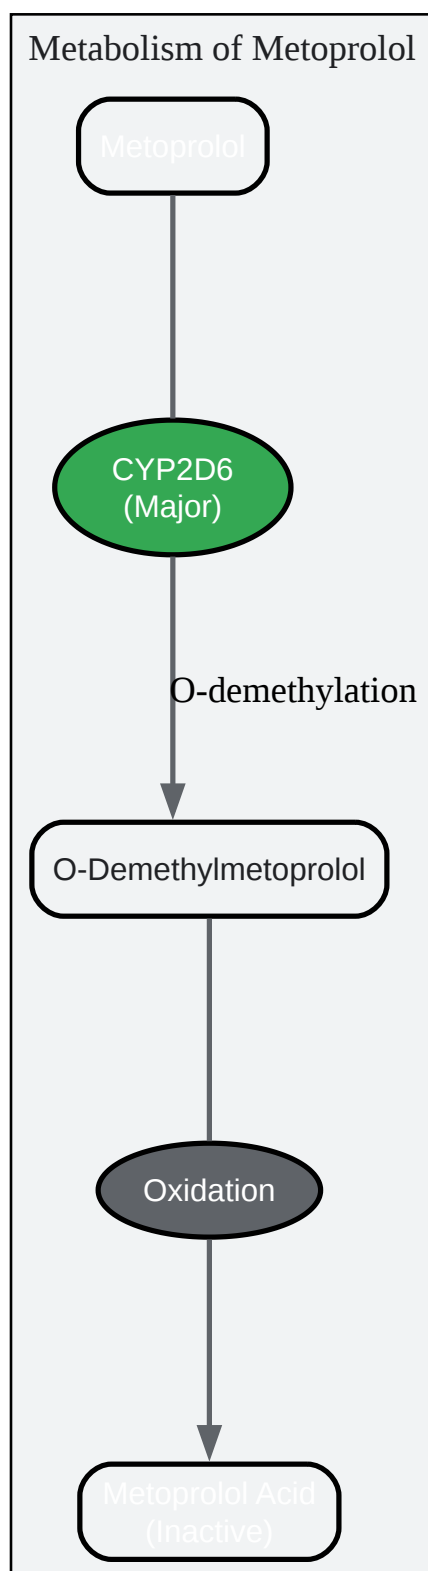 Metabolism of Metoprolol
Metoprolol
CYP2D6
(Major)
O-demethylation
O-Demethylmetoprolol
Oxidation
Metoprolol Acid
(Inactive)